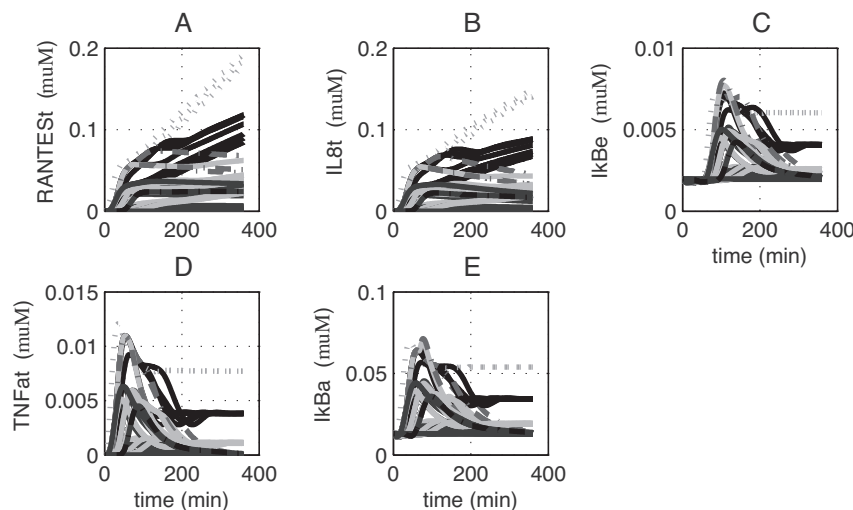 A
RANTESt (muM)
0.2
0.1
0
0
200
400
B
IL8t (muM)
0.2
0.1
0
0
200
400
C
IkBe (muM)
0.01
0.005
0
0
200
400
time (min)
D
TNFat (muM)
0.015
0.01
0.005
0
0
200
400
time (min)
E
IkBa (muM)
0.1
0.05
0
0
200
400
time (min)